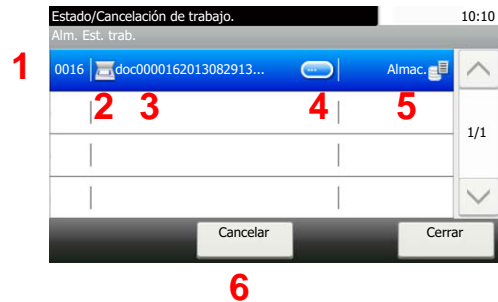 Estado/Cancelación de trabajo. 10:10
Alm. Est. trab.
1 0016 doc0000162013082913... Almac.
2 3 4 5
1/1
Cancelar Cerrar
6